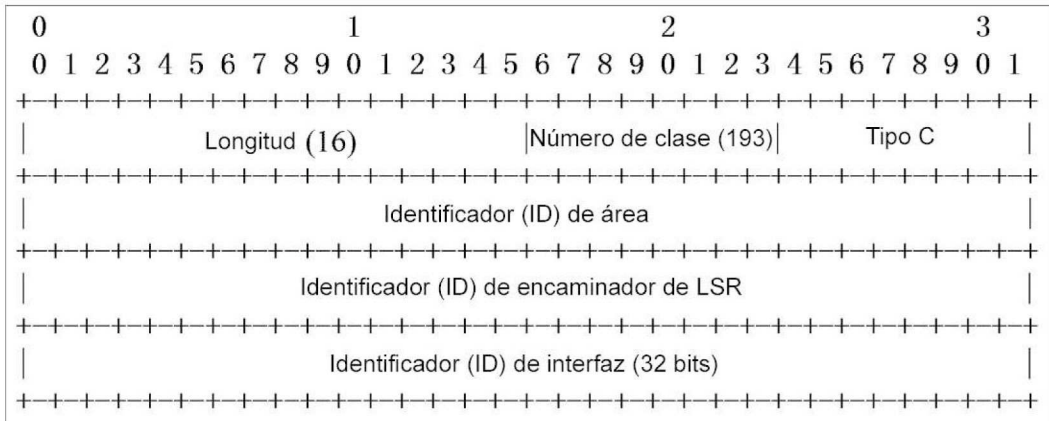 0 1 2 3
0 1 2 3 4 5 6 7 8 9 0 1 2 3 4 5 6 7 8 9 0 1 2 3 4 5 6 7 8 9 0 1
+-+-+-+-+-+-+-+-+-+-+-+-+-+-+-+-+-+-+-+-+-+-+-+-+-+-+-+-+-+-+-+-+
| Longitud (16) |Número de clase (193)| Tipo C |
+-+-+-+-+-+-+-+-+-+-+-+-+-+-+-+-+-+-+-+-+-+-+-+-+-+-+-+-+-+-+-+-+
| Identificador (ID) de área |
+-+-+-+-+-+-+-+-+-+-+-+-+-+-+-+-+-+-+-+-+-+-+-+-+-+-+-+-+-+-+-+-+
| Identificador (ID) de encaminador de LSR |
+-+-+-+-+-+-+-+-+-+-+-+-+-+-+-+-+-+-+-+-+-+-+-+-+-+-+-+-+-+-+-+-+
| Identificador (ID) de interfaz (32 bits) |
+-+-+-+-+-+-+-+-+-+-+-+-+-+-+-+-+-+-+-+-+-+-+-+-+-+-+-+-+-+-+-+-+